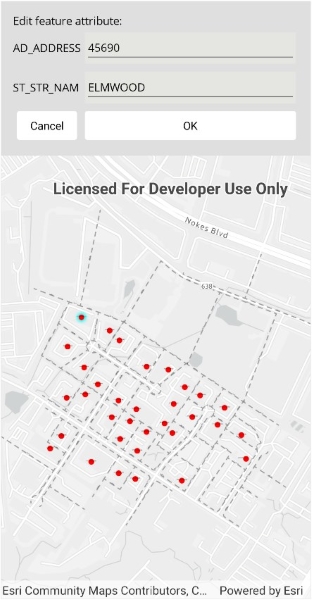 Edit feature attribute:
AD_ADDRESS 45690
ST_STR_NAM ELMWOOD
Cancel OK
Licensed For Developer Use Only
Nokes Blvd
638
Esri Community Maps Contributors, C... Powered by Esri